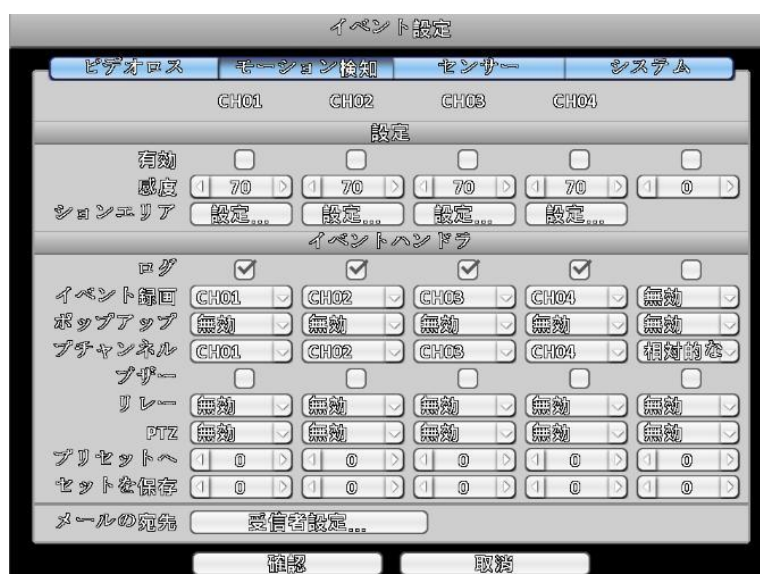 イベント設定
ビデオロス モーション検知 センサー システム
CH01 CH02 CH03 CH04
設定
有効
感度 70 70 70 70 0
ションエリア 設定... 設定... 設定... 設定...
イベントハンドラ
ログ
イベント録画 CH01 CH02 CH03 CH04 無効
ポップアップ 無効 無効 無効 無効 無効
プチャンネル CH01 CH02 CH03 CH04 相対的な
ブザー
リレー 無効 無効 無効 無効 無効
PTZ 無効 無効 無効 無効 無効
プリセットへ 0 0 0 0 0
セットを保存 0 0 0 0 0
メールの宛先 受信者設定...
確認 取消